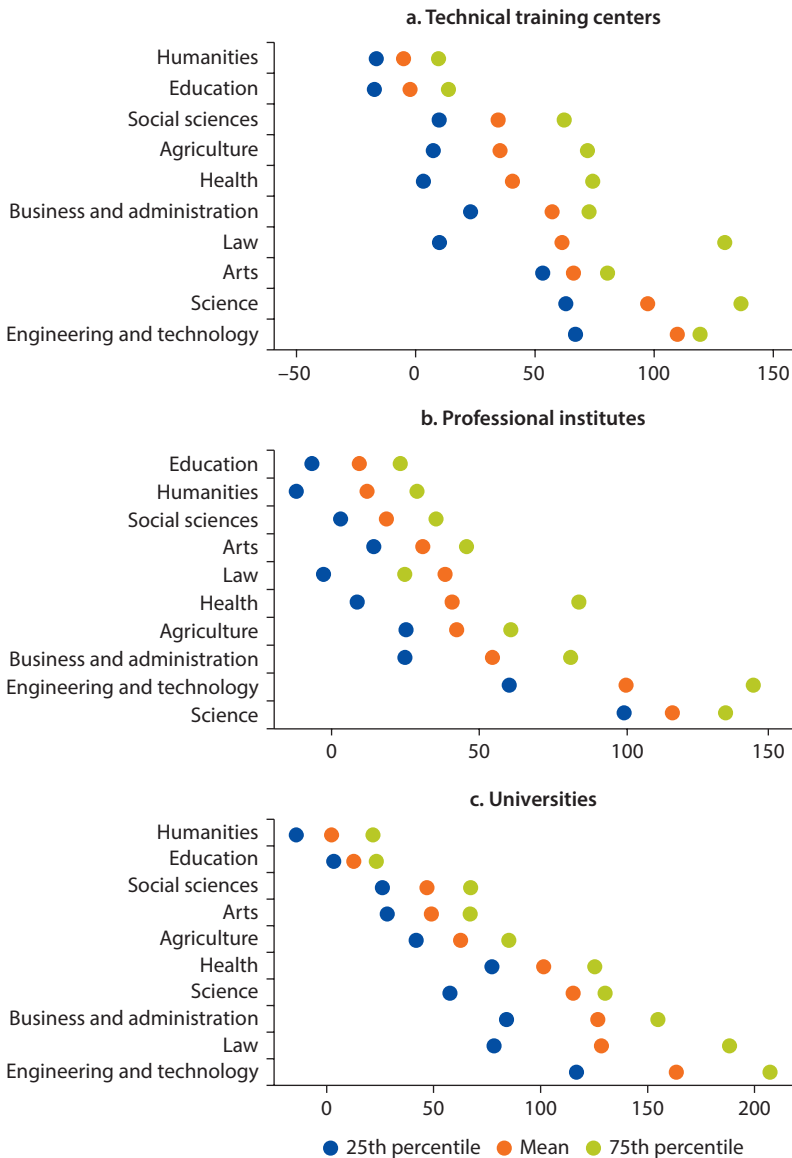 a. Technical training centers
Humanities
Education
Social sciences
Agriculture
Health
Business and administration
Law
Arts
Science
Engineering and technology
–50 0 50 100 150
b. Professional institutes
Education
Humanities
Social sciences
Arts
Law
Health
Agriculture
Business and administration
Engineering and technology
Science
0 50 100 150
c. Universities
Humanities
Education
Social sciences
Arts
Agriculture
Health
Science
Business and administration
Law
Engineering and technology
0 50 100 150 200
25th percentile Mean 75th percentile